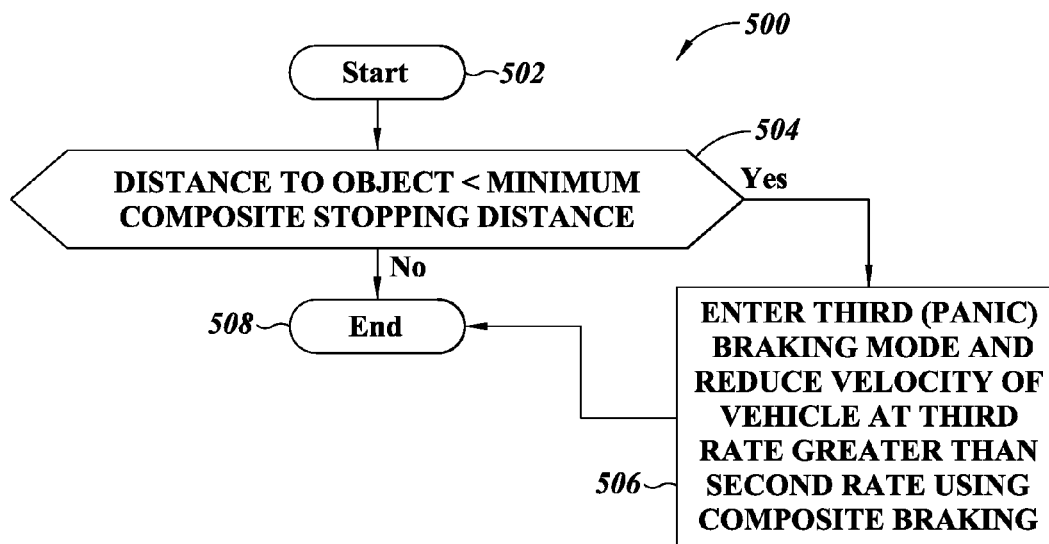 500
Start
502
504
DISTANCE TO OBJECT < MINIMUM
COMPOSITE STOPPING DISTANCE
Yes
No
508
End
ENTER THIRD (PANIC)
BRAKING MODE AND
REDUCE VELOCITY OF
VEHICLE AT THIRD
RATE GREATER THAN
SECOND RATE USING
COMPOSITE BRAKING
506